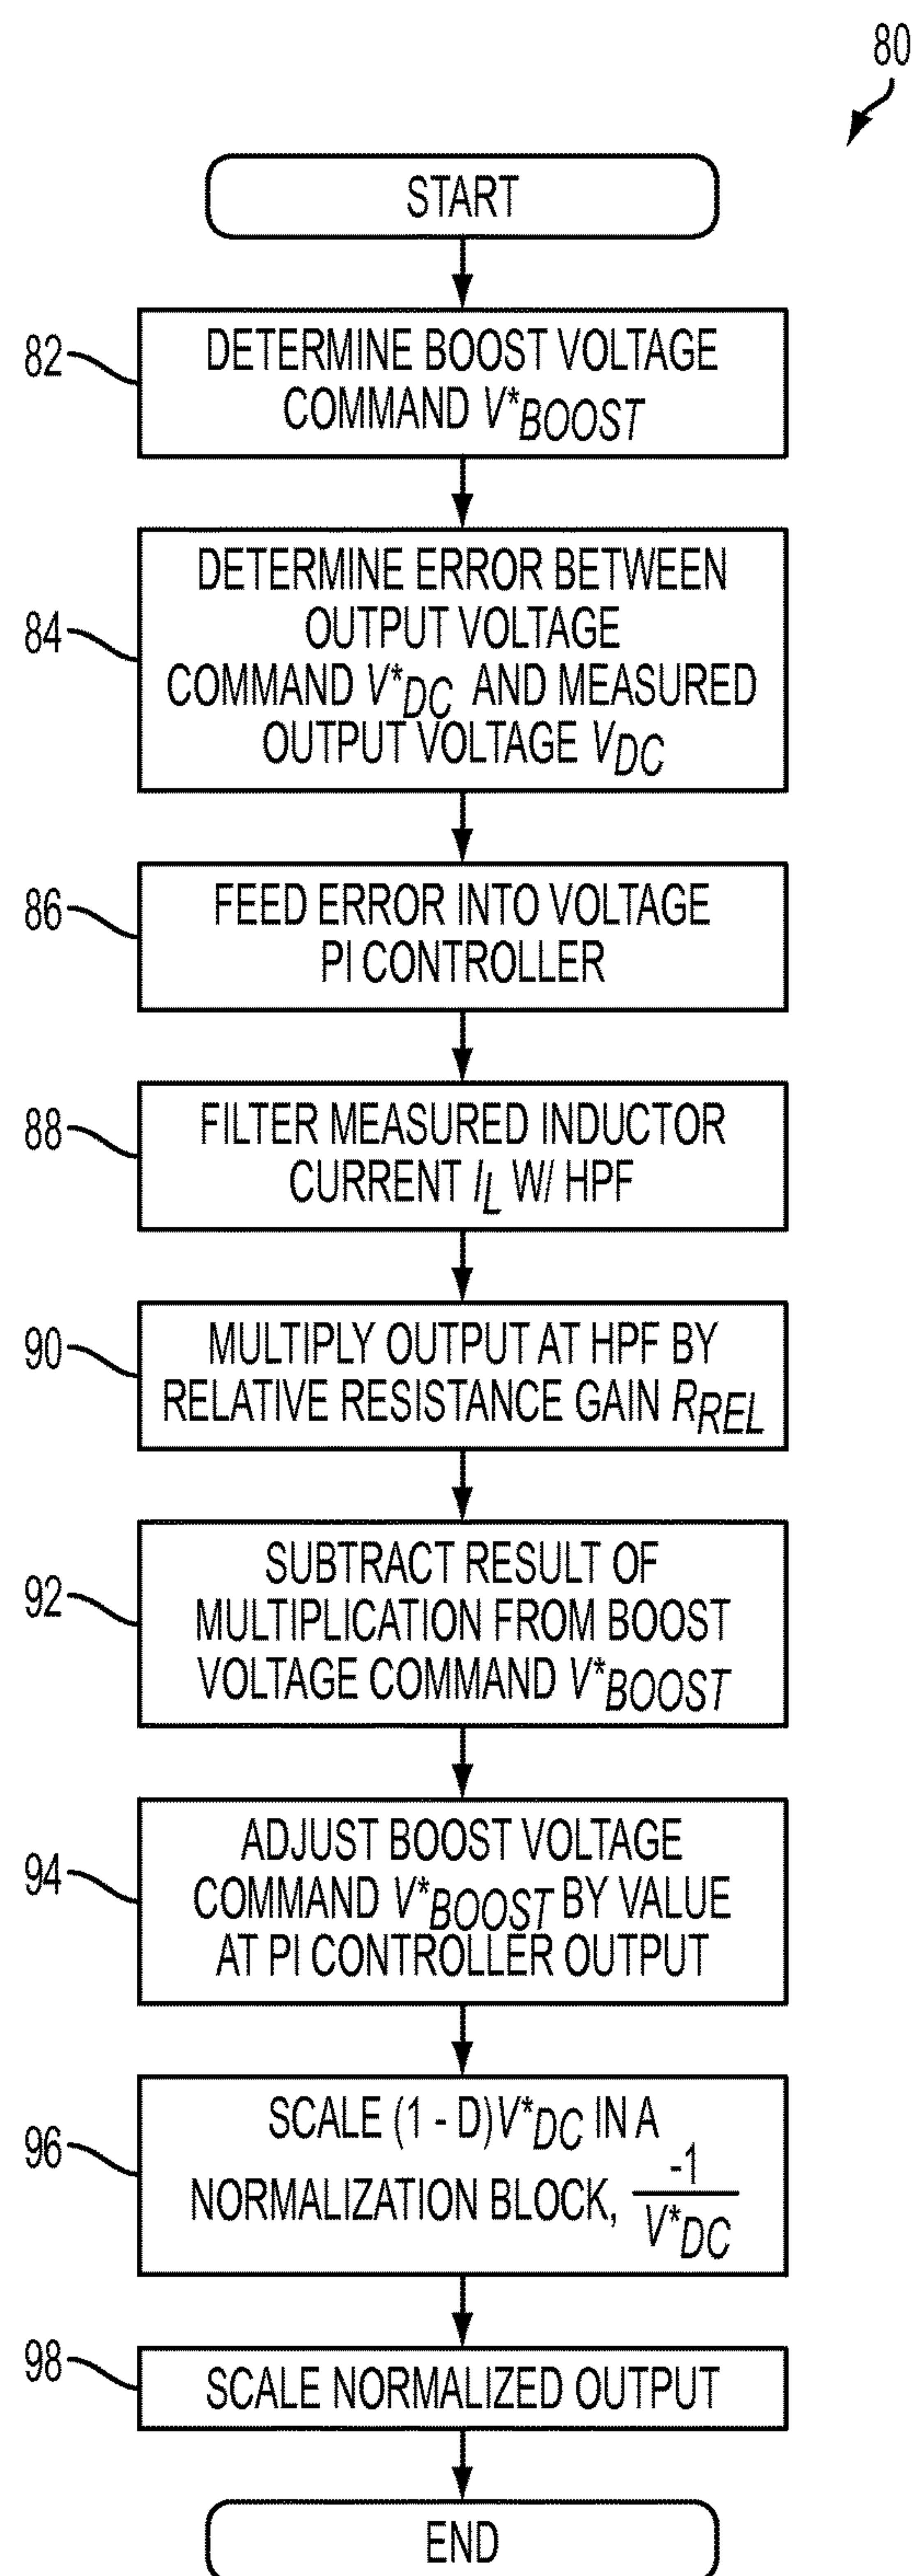 80
START
82
DETERMINE BOOST VOLTAGE
COMMAND V*BOOST
84
DETERMINE ERROR BETWEEN
OUTPUT VOLTAGE
COMMAND V*DC AND MEASURED
OUTPUT VOLTAGE VDC
86
FEED ERROR INTO VOLTAGE
PI CONTROLLER
88
FILTER MEASURED INDUCTOR
CURRENT IL W/ HPF
90
MULTIPLY OUTPUT AT HPF BY
RELATIVE RESISTANCE GAIN RREL
92
SUBTRACT RESULT OF
MULTIPLICATION FROM BOOST
VOLTAGE COMMAND V*BOOST
94
ADJUST BOOST VOLTAGE
COMMAND V*BOOST BY VALUE
AT PI CONTROLLER OUTPUT
96
SCALE (1 - D)V*DC IN A
NORMALIZATION BLOCK, -1
V*DC
98
SCALE NORMALIZED OUTPUT
END